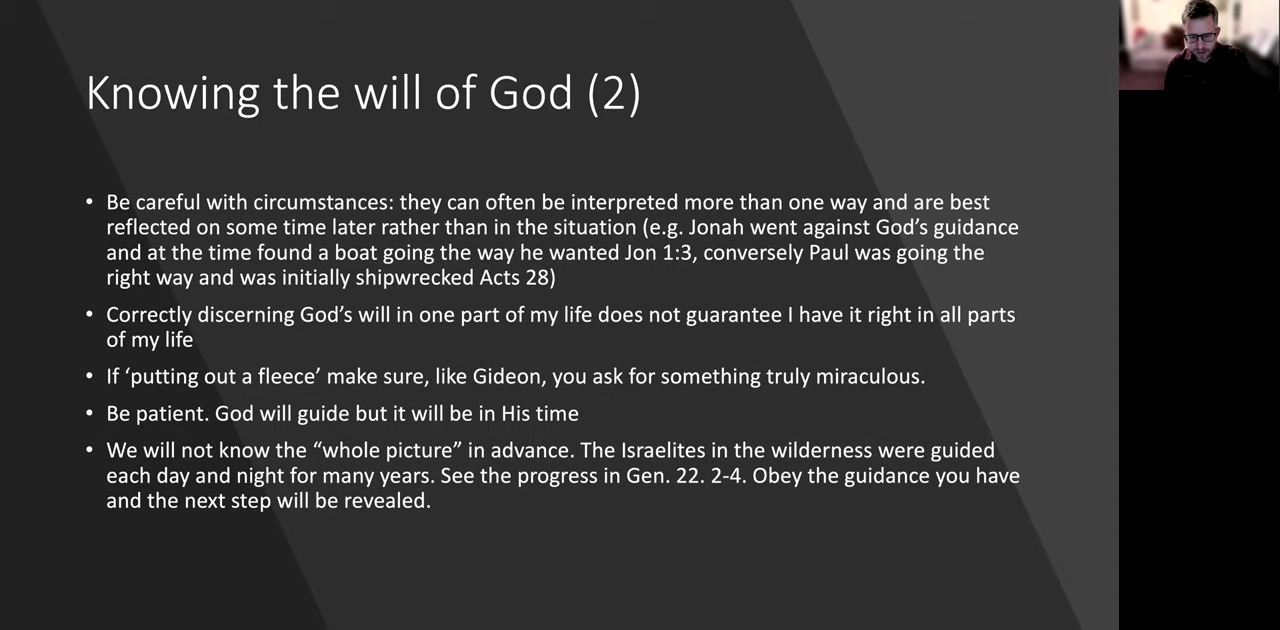 Knowing the will of God (2)
• Be careful with circumstances: they can often be interpreted more than one way and are best
reflected on some time later rather than in the situation (e.g. Jonah went against God’s guidance
and at the time found a boat going the way he wanted Jon 1:3, conversely Paul was going the
right way and was initially shipwrecked Acts 28)
• Correctly discerning God’s will in one part of my life does not guarantee I have it right in all parts
of my life
• If ‘putting out a fleece’ make sure, like Gideon, you ask for something truly miraculous.
• Be patient. God will guide but it will be in His time
• We will not know the “whole picture” in advance. The Israelites in the wilderness were guided
each day and night for many years. See the progress in Gen. 22. 2-4. Obey the guidance you have
and the next step will be revealed.